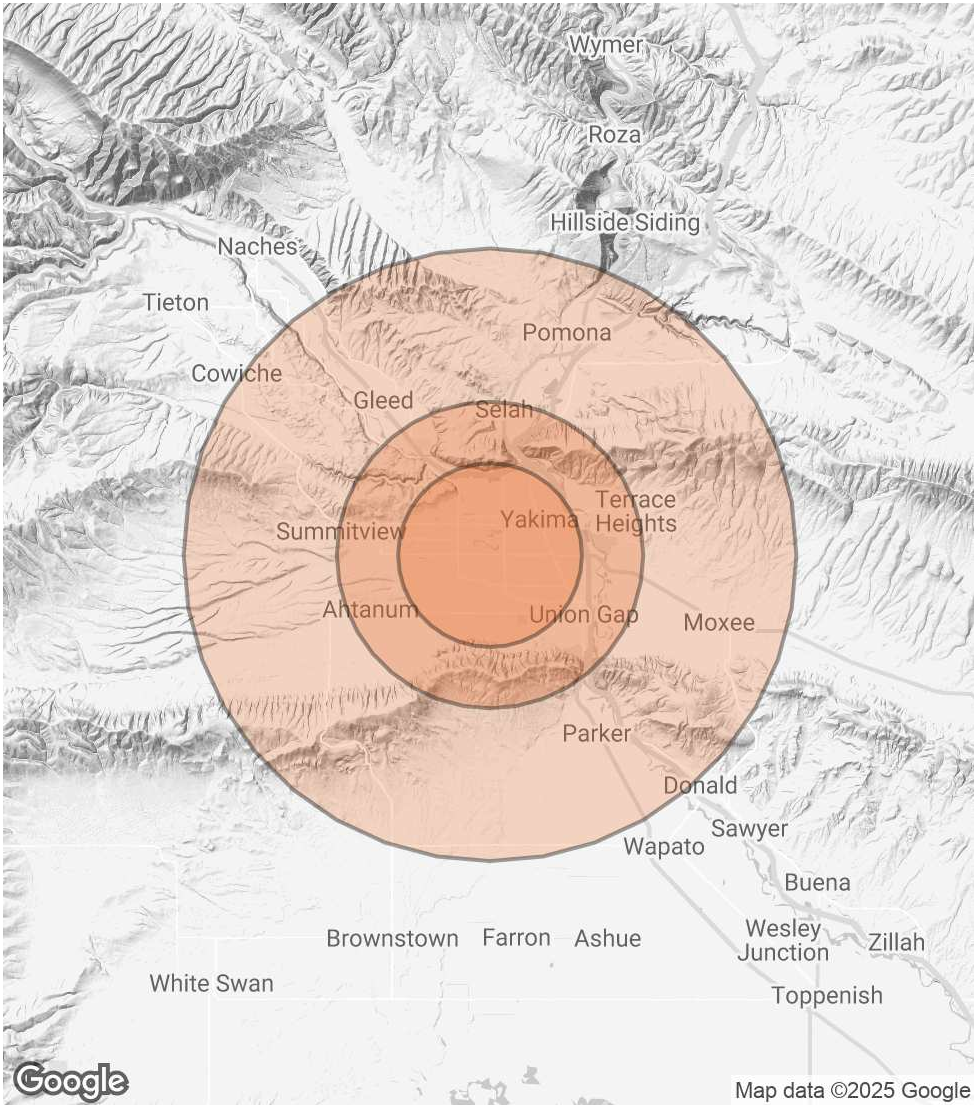 Wymer
Roza
Hillside Siding
Naches
Tieton
Pomona
Cowiche
Gleed
Selah
Terrace
Heights
Yakima
Summitview
Ahtanum
Union Gap
Moxee
Parker
Donald
Sawyer
Wapato
Buena
Wesley
Junction
Zillah
Brownstown
Farron
Ashue
White Swan
Toppenish
Google
Map data ©2025 Google